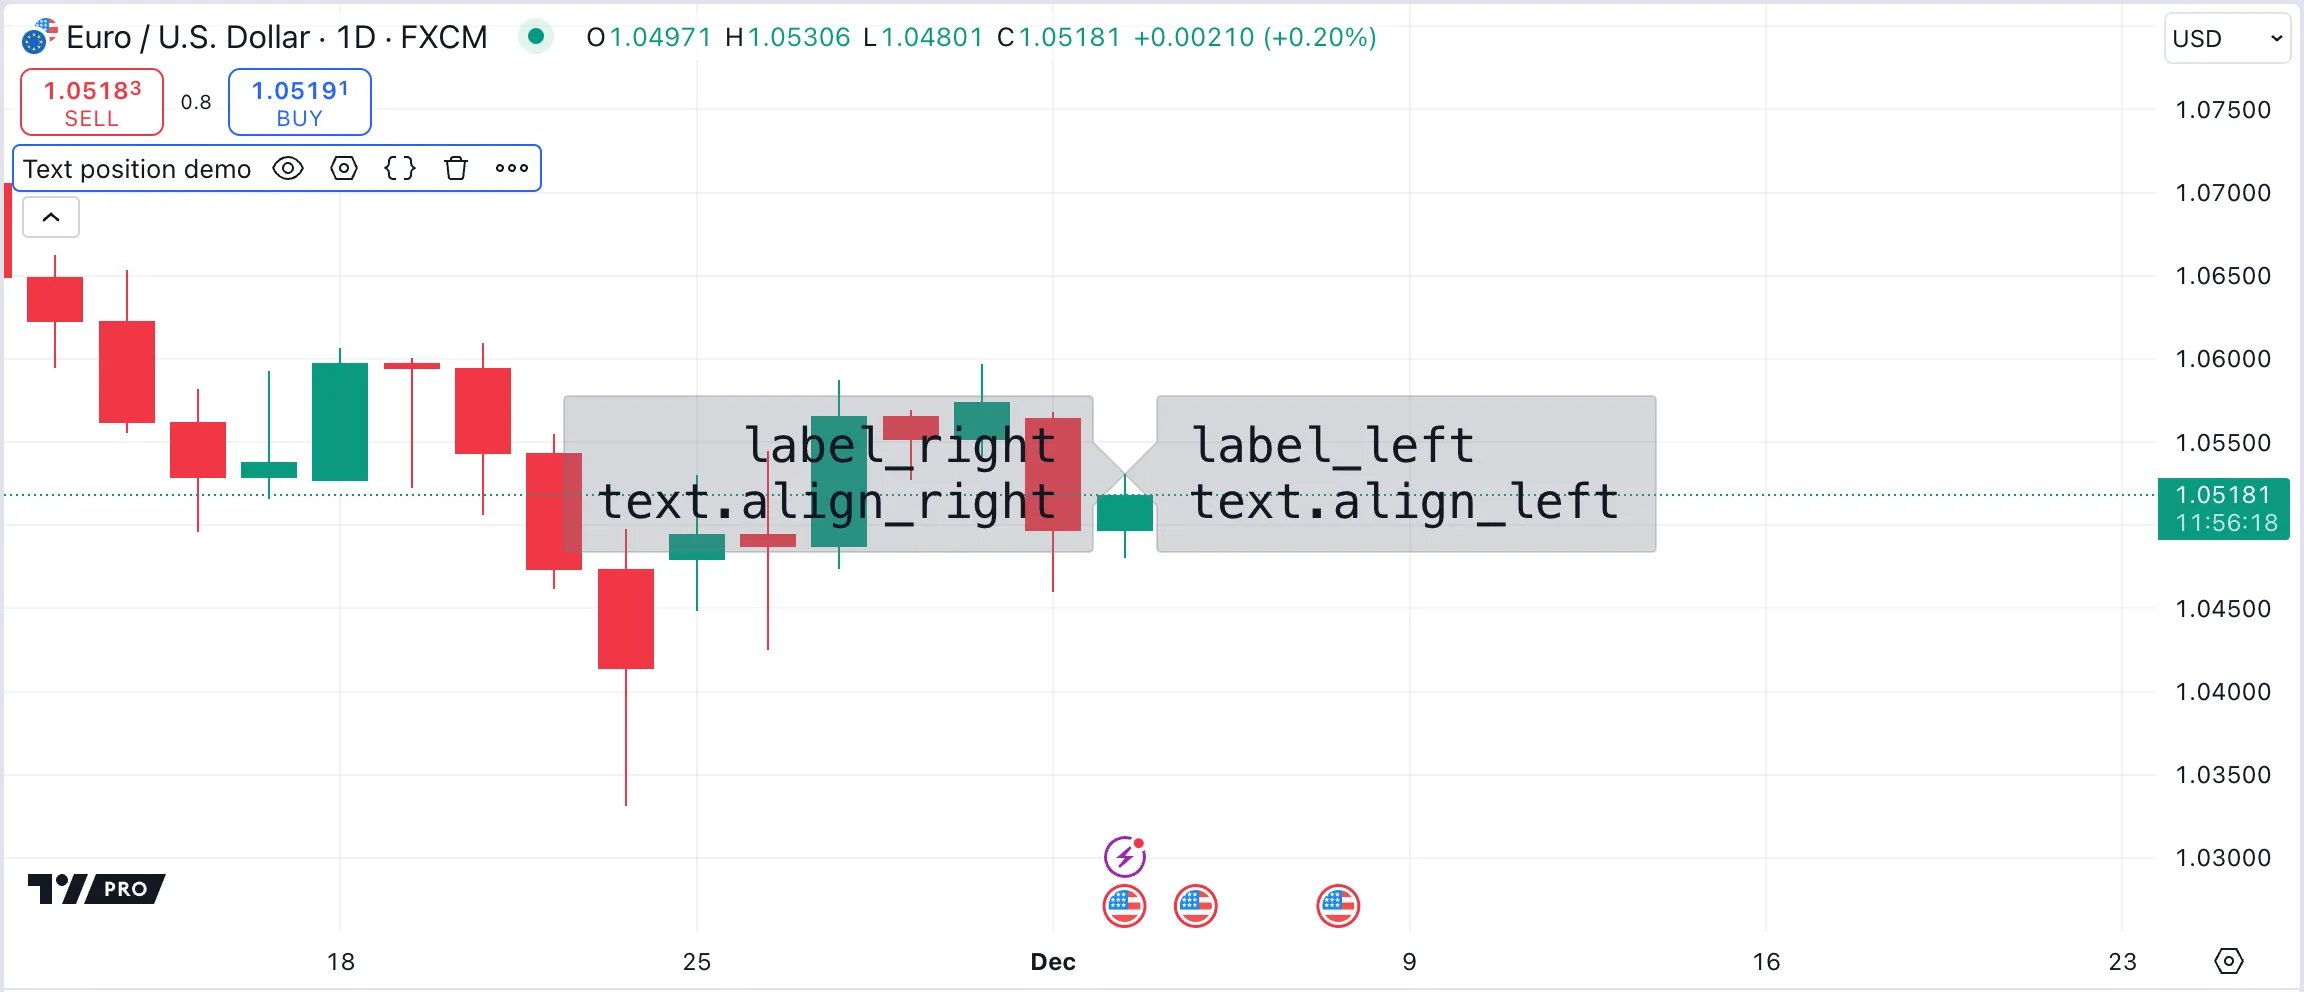 Euro / U.S. Dollar · 1D · FXCM
O1.04971 H1.05306 L1.04801 C1.05181 +0.00210 (+0.20%)
USD
1.05183
SELL
0.8
1.05191
BUY
Text position demo
1.07500
1.07000
1.06500
1.06000
1.05500
1.05181
11:56:18
1.04500
1.04000
1.03500
1.03000
label_right
text.align_right
label_left
text.align_left
PRO
18 25 Dec 9 16 23